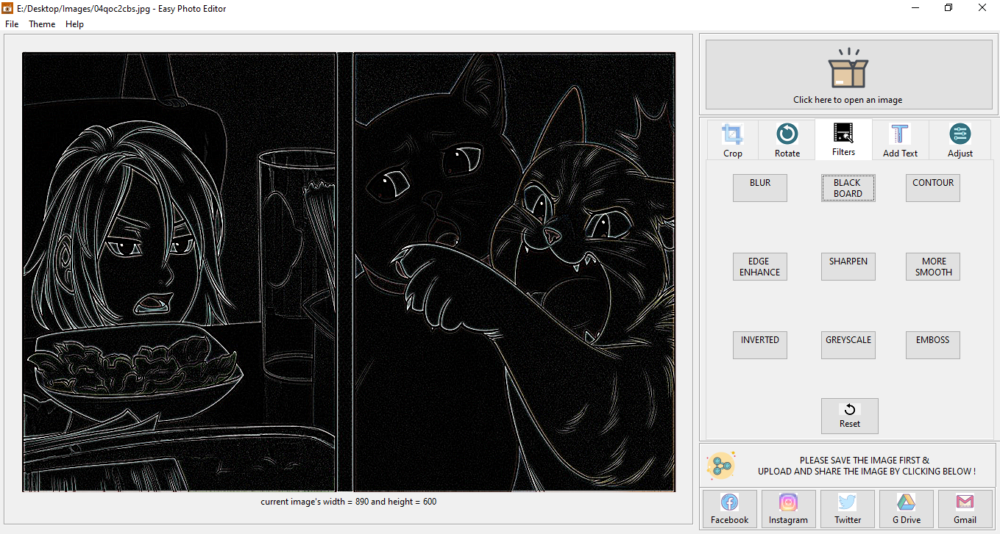 E:/Desktop/Images/04qoc2cbs.jpg - Easy Photo Editor
File Theme Help
Click here to open an image
Crop Rotate Filters Add Text Adjust
BLUR
BLACK
BOARD
CONTOUR
EDGE
ENHANCE
SHARPEN
MORE
SMOOTH
INVERTED
GREYSCALE
EMBOSS
Reset
PLEASE SAVE THE IMAGE FIRST &
UPLOAD AND SHARE THE IMAGE BY CLICKING BELOW !
Facebook Instagram Twitter G Drive Gmail
current image's width = 890 and height = 600